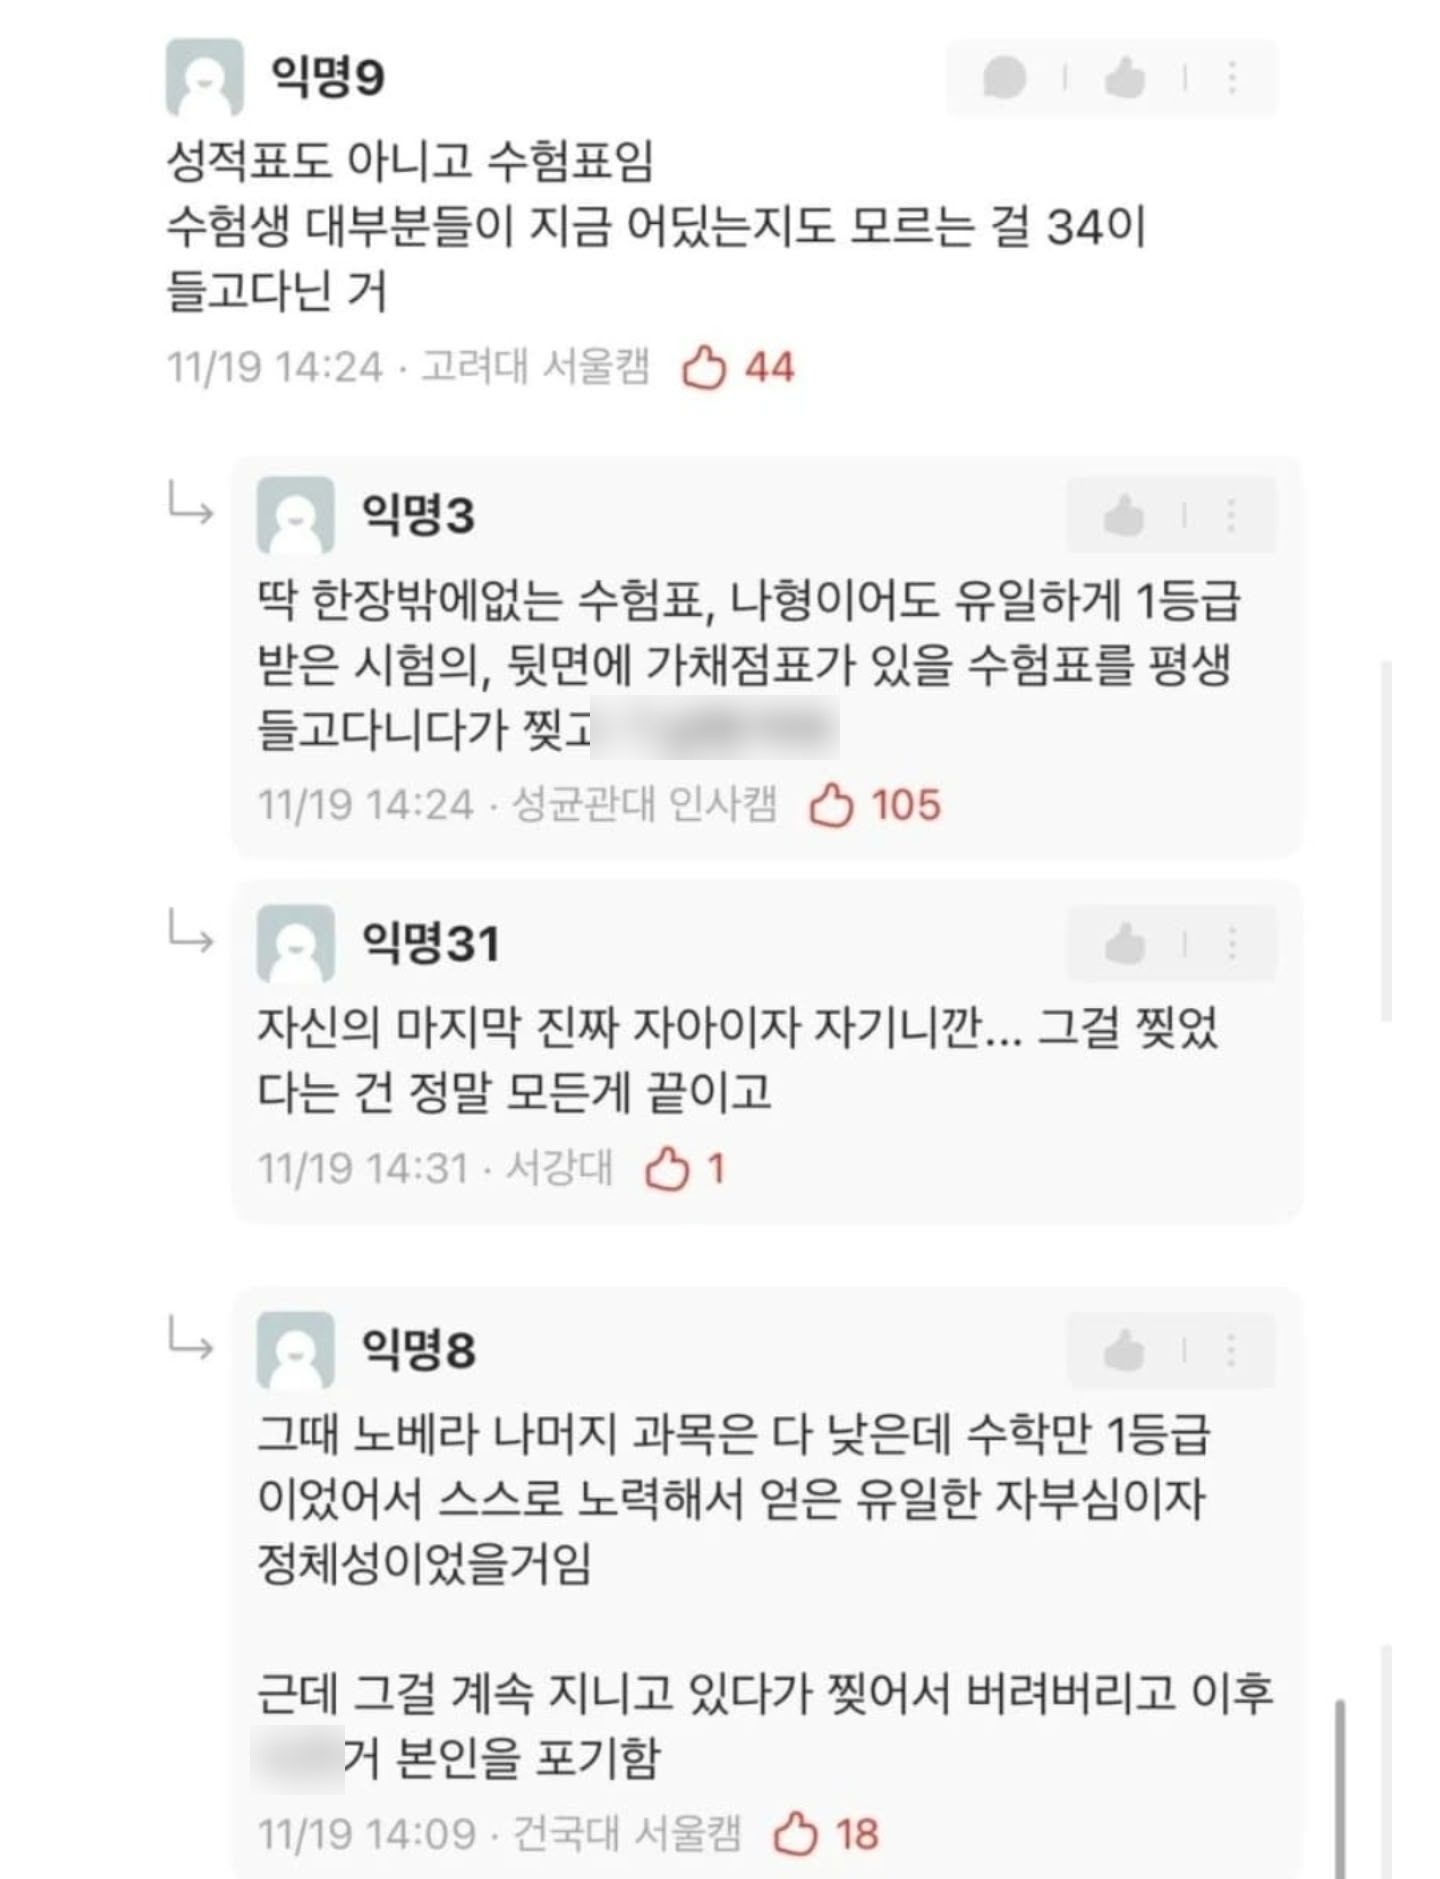 익명9
성적표도 아니고 수험표임
수험생 대부분들이 지금 어딨는지도 모르는 걸 34이
들고다닌 거
11/19 14:24 · 고려대 서울캠 44
익명3
딱 한장밖에없는 수험표, 나형이어도 유일하게 1등급
받은 시험의, 뒷면에 가채점표가 있을 수험표를 평생
들고다니다가 찢고
11/19 14:24 · 성균관대 인사캠 105
익명31
자신의 마지막 진짜 자아이자 자기니깐... 그걸 찢었
다는 건 정말 모든게 끝이고
11/19 14:31 · 서강대 1
익명8
그때 노베라 나머지 과목은 다 낮은데 수학만 1등급
이었어서 스스로 노력해서 얻은 유일한 자부심이자
정체성이었을거임
근데 그걸 계속 지니고 있다가 찢어서 버려버리고 이후
거 본인을 포기함
11/19 14:09 · 건국대 서울캠 18